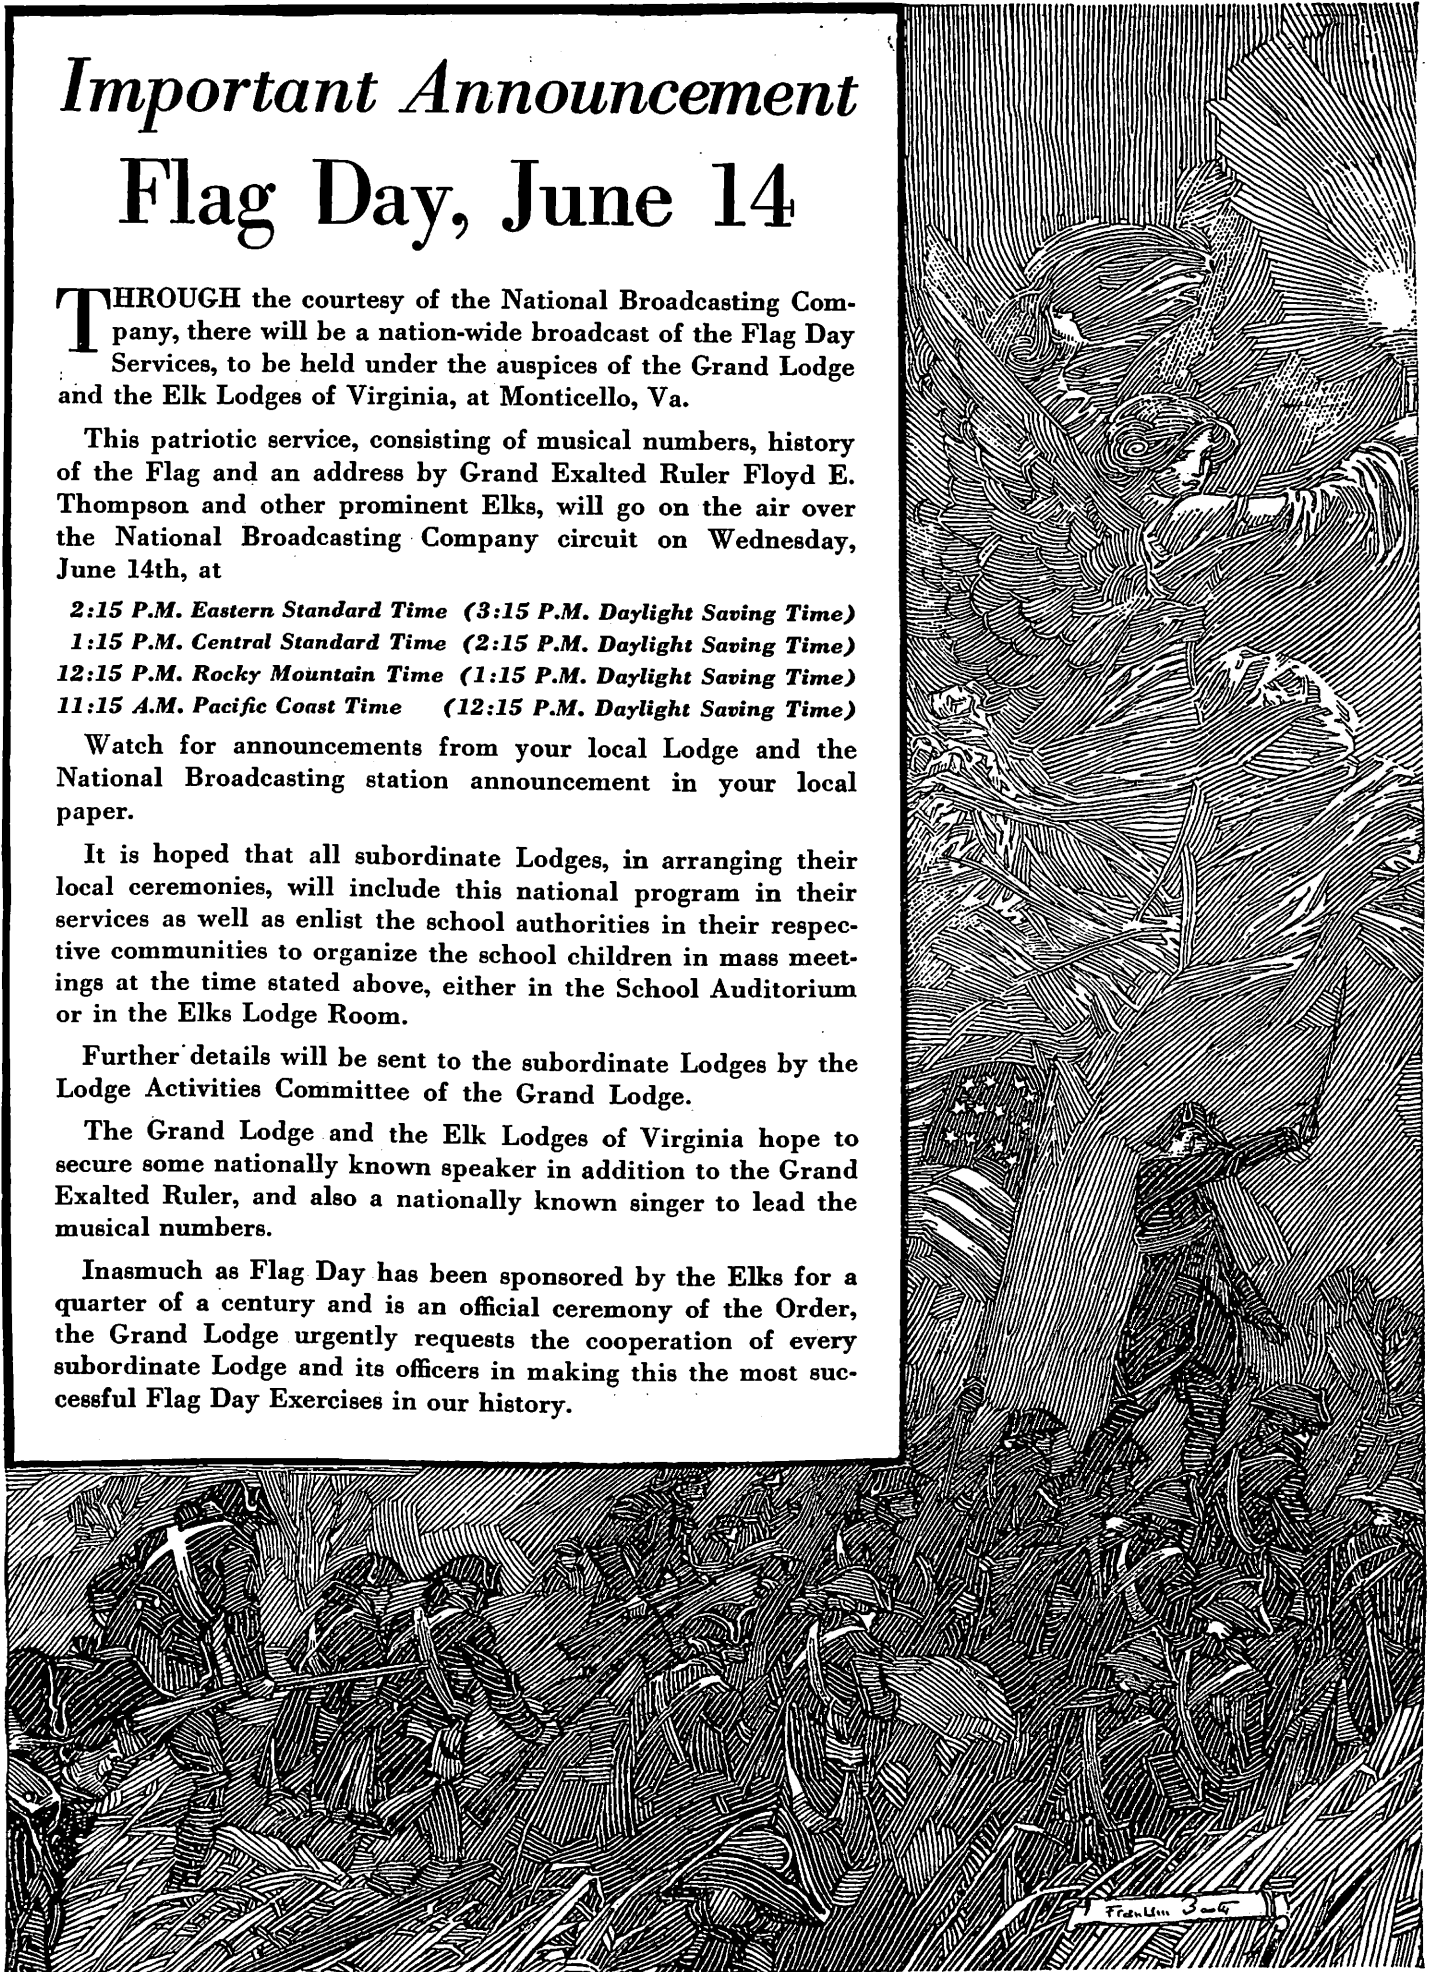 Important Announcement
Flag Day, June 14
THROUGH the courtesy of the National Broadcasting Com-
pany, there will be a nation-wide broadcast of the Flag Day
Services, to be held under the auspices of the Grand Lodge
and the Elk Lodges of Virginia, at Monticello, Va.
This patriotic service, consisting of musical numbers, history
of the Flag and an address by Grand Exalted Ruler Floyd E.
Thompson and other prominent Elks, will go on the air over
the National Broadcasting Company circuit on Wednesday,
June 14th, at
2:15 P.M. Eastern Standard Time (3:15 P.M. Daylight Saving Time)
1:15 P.M. Central Standard Time (2:15 P.M. Daylight Saving Time)
12:15 P.M. Rocky Mountain Time (1:15 P.M. Daylight Saving Time)
11:15 A.M. Pacific Coast Time (12:15 P.M. Daylight Saving Time)
Watch for announcements from your local Lodge and the
National Broadcasting station announcement in your local
paper.
It is hoped that all subordinate Lodges, in arranging their
local ceremonies, will include this national program in their
services as well as enlist the school authorities in their respec-
tive communities to organize the school children in mass meet-
ings at the time stated above, either in the School Auditorium
or in the Elks Lodge Room.
Further details will be sent to the subordinate Lodges by the
Lodge Activities Committee of the Grand Lodge.
The Grand Lodge and the Elk Lodges of Virginia hope to
secure some nationally known speaker in addition to the Grand
Exalted Ruler, and also a nationally known singer to lead the
musical numbers.
Inasmuch as Flag Day has been sponsored by the Elks for a
quarter of a century and is an official ceremony of the Order,
the Grand Lodge urgently requests the cooperation of every
subordinate Lodge and its officers in making this the most suc-
cessful Flag Day Exercises in our history.
Franklin Booth